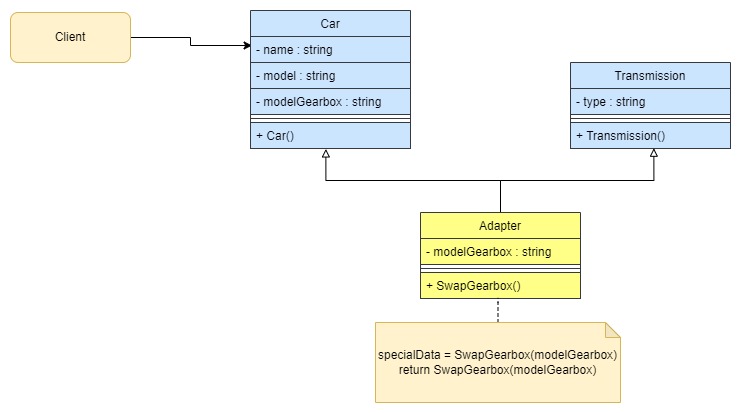 Client
Car
- name : string
- model : string
- modelGearbox : string
+ Car()
Transmission
- type : string
+ Transmission()
Adapter
- modelGearbox : string
+ SwapGearbox()
specialData = SwapGearbox(modelGearbox)
return SwapGearbox(modelGearbox)